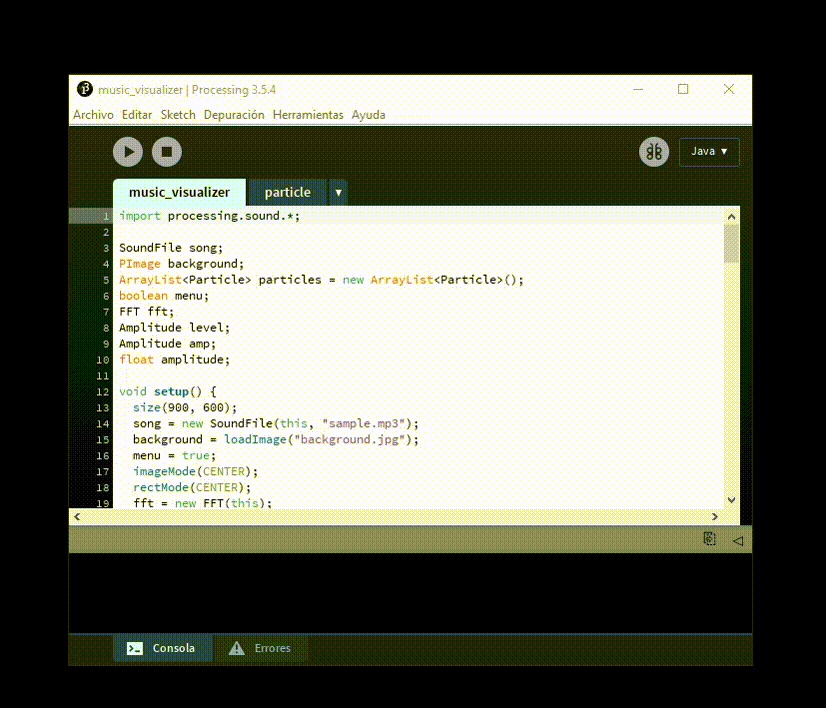 music_visualizer | Processing 3.5.4
Archivo Editar Sketch Depuración Herramientas Ayuda
Java ▾
music_visualizer particle ▾
1 import processing.sound.*;
2
3 SoundFile song;
4 PImage background;
5 ArrayList<Particle> particles = new ArrayList<Particle>();
6 boolean menu;
7 FFT fft;
8 Amplitude level;
9 Amplitude amp;
10 float amplitude;
11
12 void setup() {
13 size(900, 600);
14 song = new SoundFile(this, "sample.mp3");
15 background = loadImage("background.jpg");
16 menu = true;
17 imageMode(CENTER);
18 rectMode(CENTER);
19 fft = new FFT(this);
Consola Errores